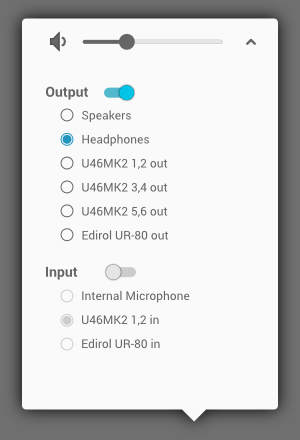 Output
Speakers
Headphones
U46MK2 1,2 out
U46MK2 3,4 out
U46MK2 5,6 out
Edirol UR-80 out
Input
Internal Microphone
U46MK2 1,2 in
Edirol UR-80 in